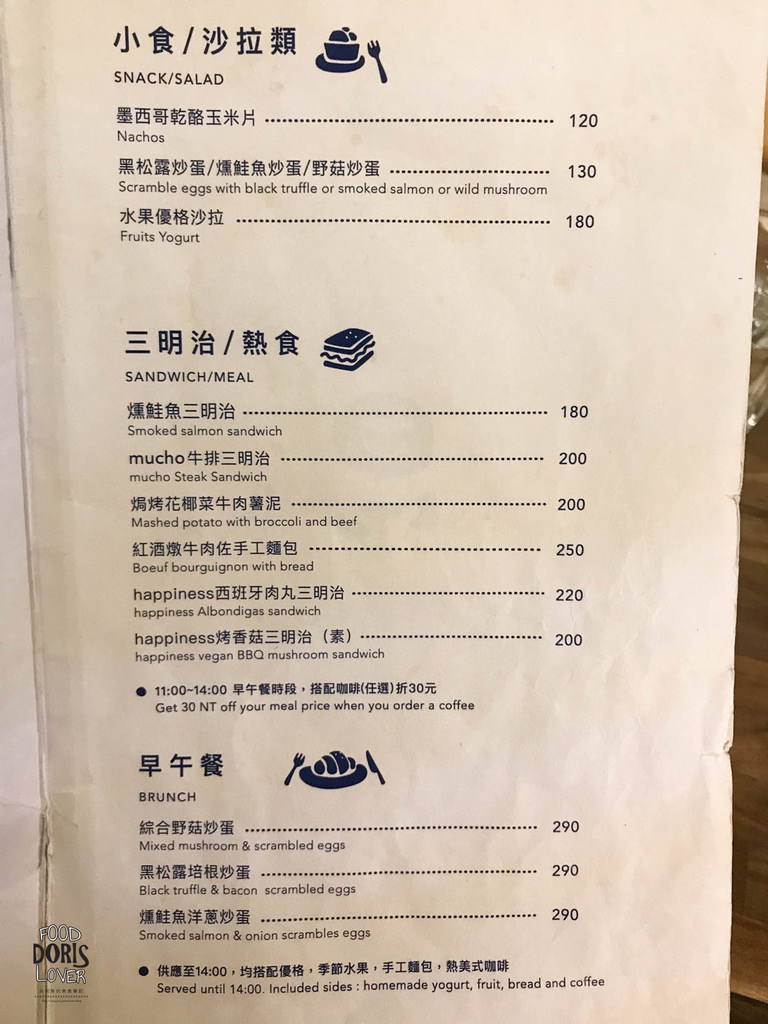 小食/沙拉類
SNACK/SALAD
墨西哥乾酪玉米片 120
Nachos
黑松露炒蛋/燻鮭魚炒蛋/野菇炒蛋 130
Scramble eggs with black truffle or smoked salmon or wild mushroom
水果優格沙拉 180
Fruits Yogurt
三明治/熱食
SANDWICH/MEAL
燻鮭魚三明治 180
Smoked salmon sandwich
mucho牛排三明治 200
mucho Steak Sandwich
焗烤花椰菜牛肉薯泥 200
Mashed potato with broccoli and beef
紅酒燉牛肉佐手工麵包 250
Boeuf bourguignon with bread
happiness西班牙肉丸三明治 220
happiness Albondigas sandwich
happiness烤香菇三明治（素） 200
happiness vegan BBQ mushroom sandwich
● 11:00~14:00 早午餐時段，搭配咖啡(任選)折30元
Get 30 NT off your meal price when you order a coffee
早午餐
BRUNCH
綜合野菇炒蛋 290
Mixed mushroom & scrambled eggs
黑松露培根炒蛋 290
Black truffle & bacon scrambled eggs
燻鮭魚洋蔥炒蛋 290
Smoked salmon & onion scrambles eggs
● 供應至14:00，均搭配優格，季節水果，手工麵包，熱美式咖啡
Served until 14:00. Included sides : homemade yogurt, fruit, bread and coffee
FOOD
DORIS
LOVER